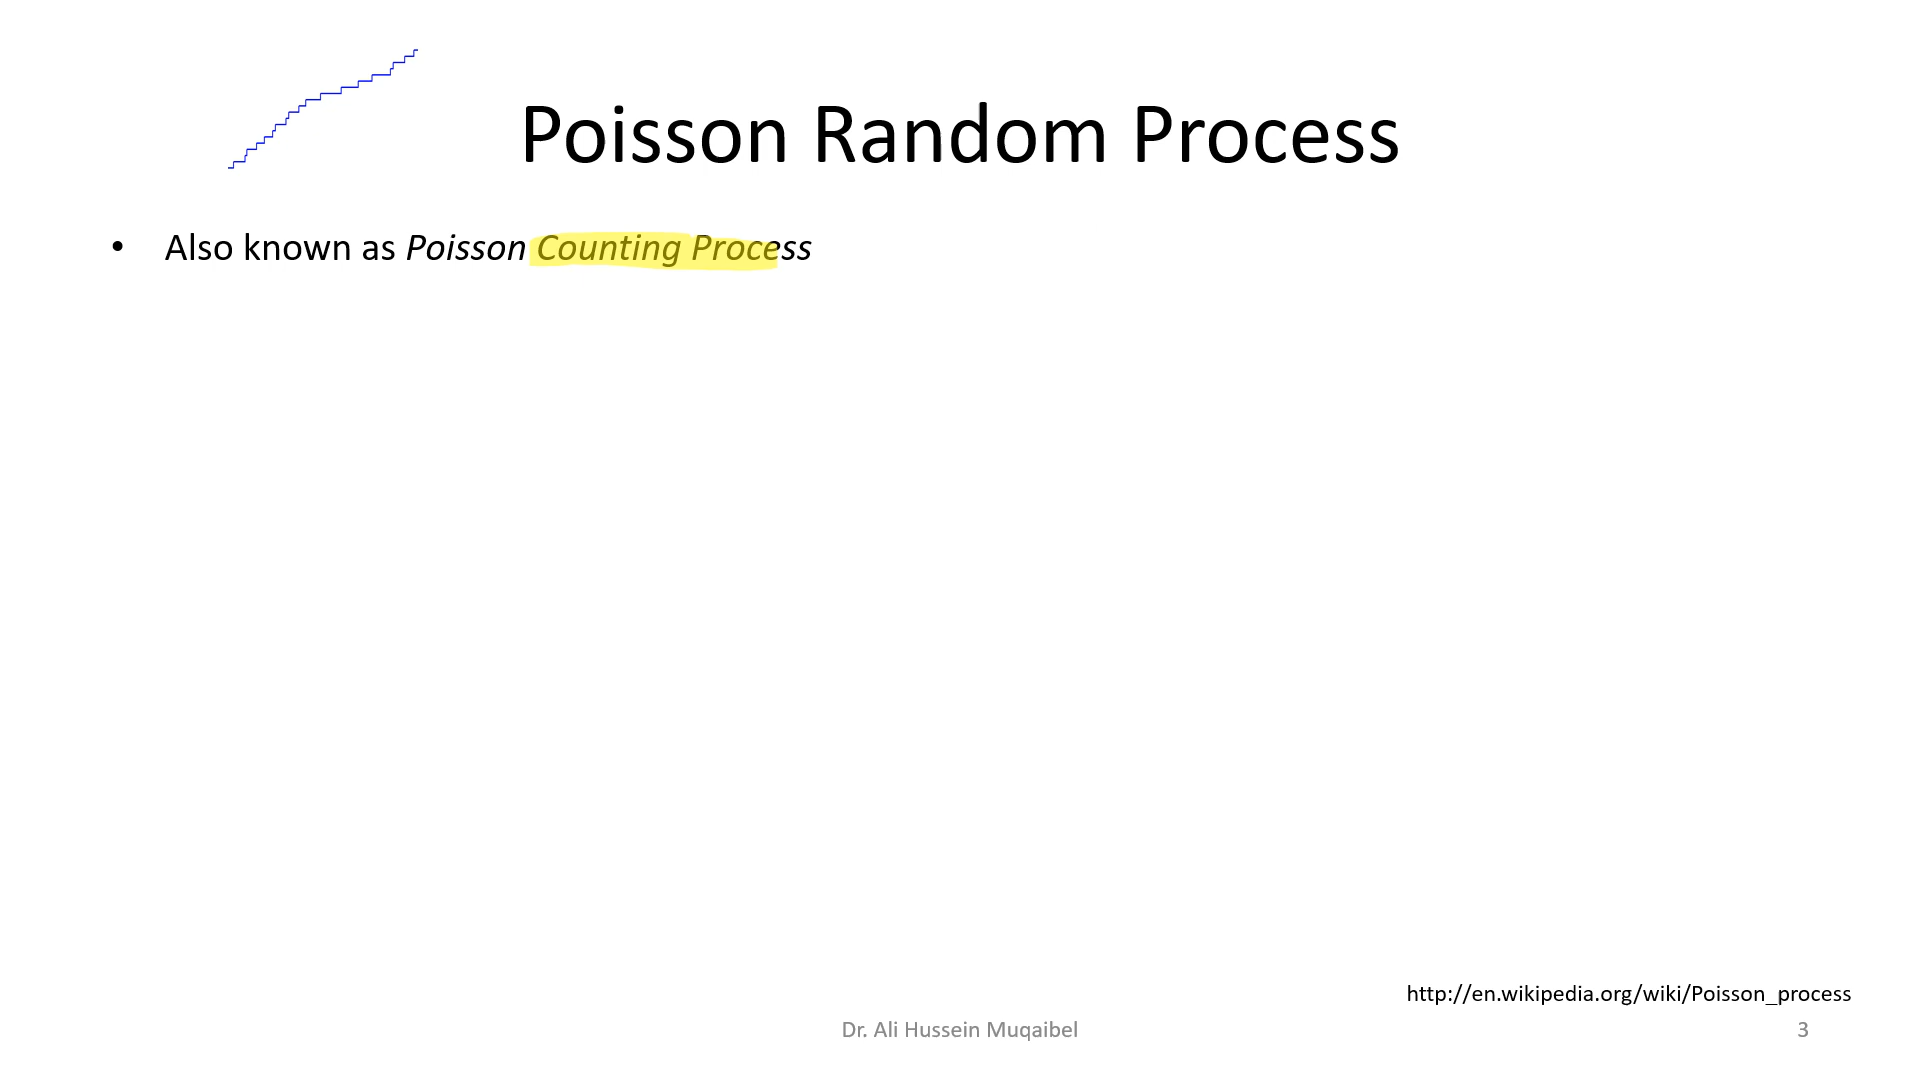 Poisson Random Process
• Also known as Poisson Counting Process
http://en.wikipedia.org/wiki/Poisson_process
Dr. Ali Hussein Muqaibel
3